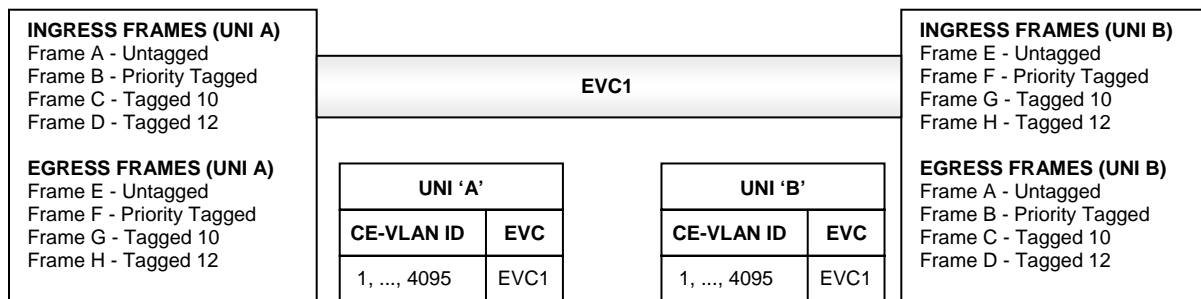 INGRESS FRAMES (UNI A)
Frame A - Untagged
Frame B - Priority Tagged
Frame C - Tagged 10
Frame D - Tagged 12
EGRESS FRAMES (UNI A)
Frame E - Untagged
Frame F - Priority Tagged
Frame G - Tagged 10
Frame H - Tagged 12
EVC1
UNI ‘A’
CE-VLAN ID EVC
1, ..., 4095 EVC1
UNI ‘B’
CE-VLAN ID EVC
1, ..., 4095 EVC1
INGRESS FRAMES (UNI B)
Frame E - Untagged
Frame F - Priority Tagged
Frame G - Tagged 10
Frame H - Tagged 12
EGRESS FRAMES (UNI B)
Frame A - Untagged
Frame B - Priority Tagged
Frame C - Tagged 10
Frame D - Tagged 12